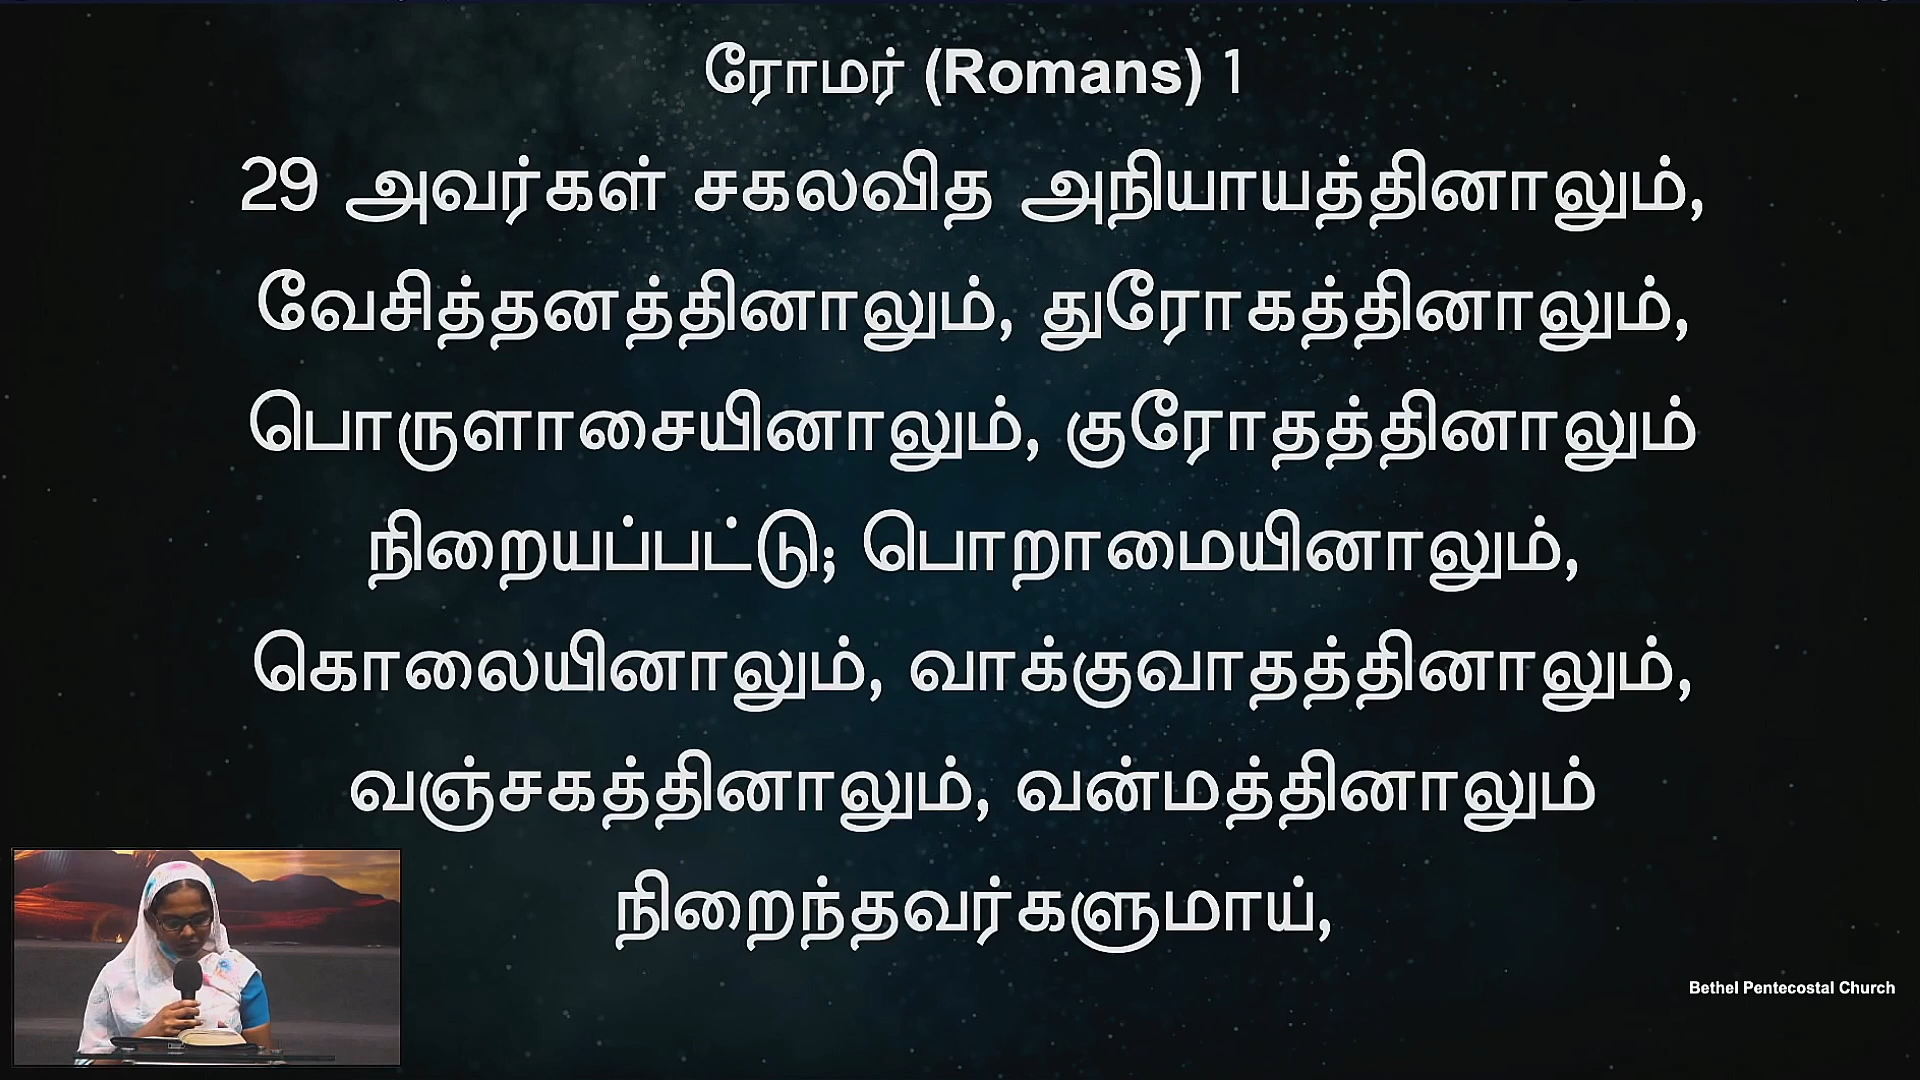 ரோமர் (Romans) 1
29 அவர்கள் சகலவித அநியாயத்தினாலும்,
வேசித்தனத்தினாலும், துரோகத்தினாலும்,
பொருளாசையினாலும், குரோதத்தினாலும்
நிறையப்பட்டு; பொறாமையினாலும்,
கொலையினாலும், வாக்குவாதத்தினாலும்,
வஞ்சகத்தினாலும், வன்மத்தினாலும்
நிறைந்தவர்களுமாய்,
Bethel Pentecostal Church